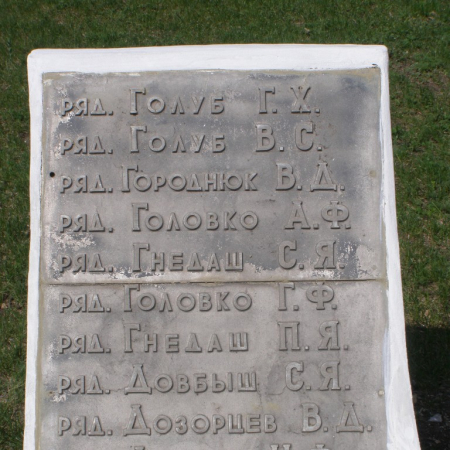 ряд. Голуб Г. Х.
ряд. Голуб В. С.
ряд. Городнюк В. Д.
ряд. Головко А. Ф.
ряд. Гнедаш С. Я.
ряд. Головко Г. Ф.
ряд. Гнедаш П. Я.
ряд. Довбыш С. Я.
ряд. Дозорцев В. Д.